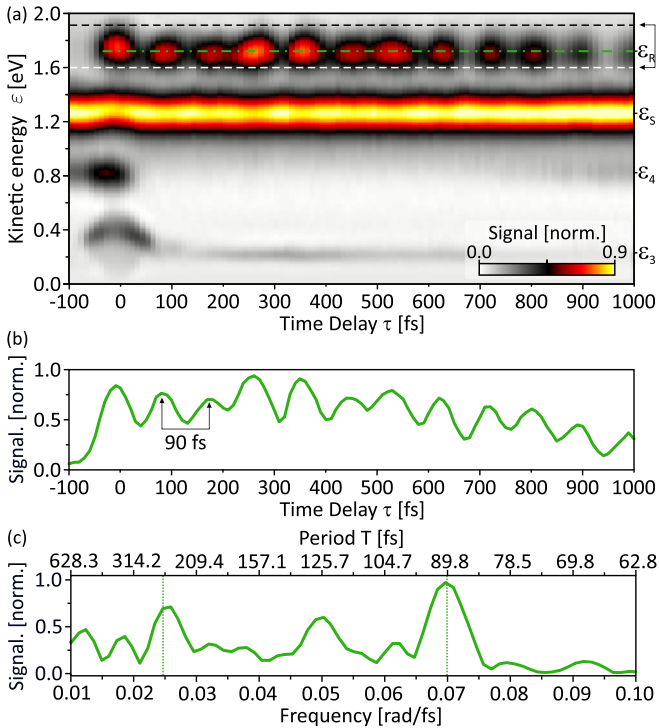 (a)
2.0
1.6
1.2
0.8
0.4
0.0
Kinetic energy ε [eV]
ε_R
ε_S
ε_4
ε_3
Signal [norm.]
0.0 0.9
-100 0 100 200 300 400 500 600 700 800 900 1000
Time Delay τ [fs]
(b)
1.0
0.5
0.0
Signal. [norm.]
90 fs
-100 0 100 200 300 400 500 600 700 800 900 1000
Time Delay τ [fs]
(c)
Period T [fs]
628.3 314.2 209.4 157.1 125.7 104.7 89.8 78.5 69.8 62.8
1.0
0.5
0.0
Signal. [norm.]
0.01 0.02 0.03 0.04 0.05 0.06 0.07 0.08 0.09 0.10
Frequency [rad/fs]